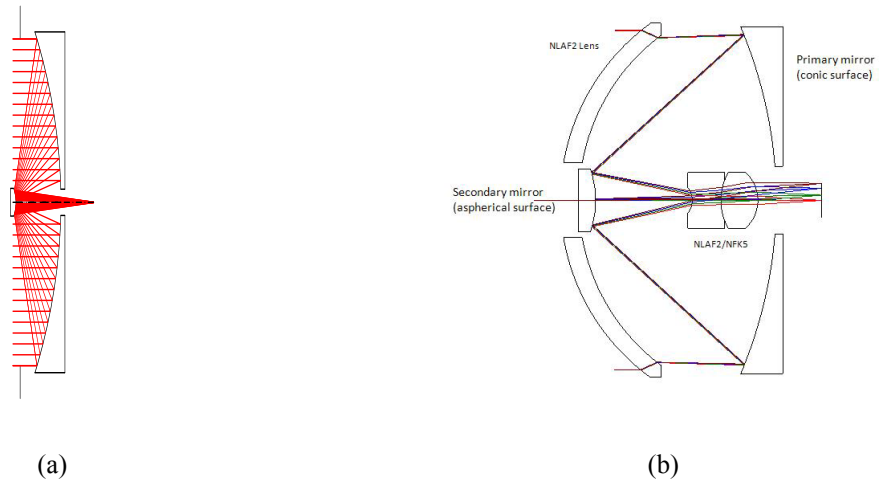 NLAF2 Lens
Primary mirror
(conic surface)
Secondary mirror
(aspherical surface)
NLAF2/NFK5
(a)
(b)